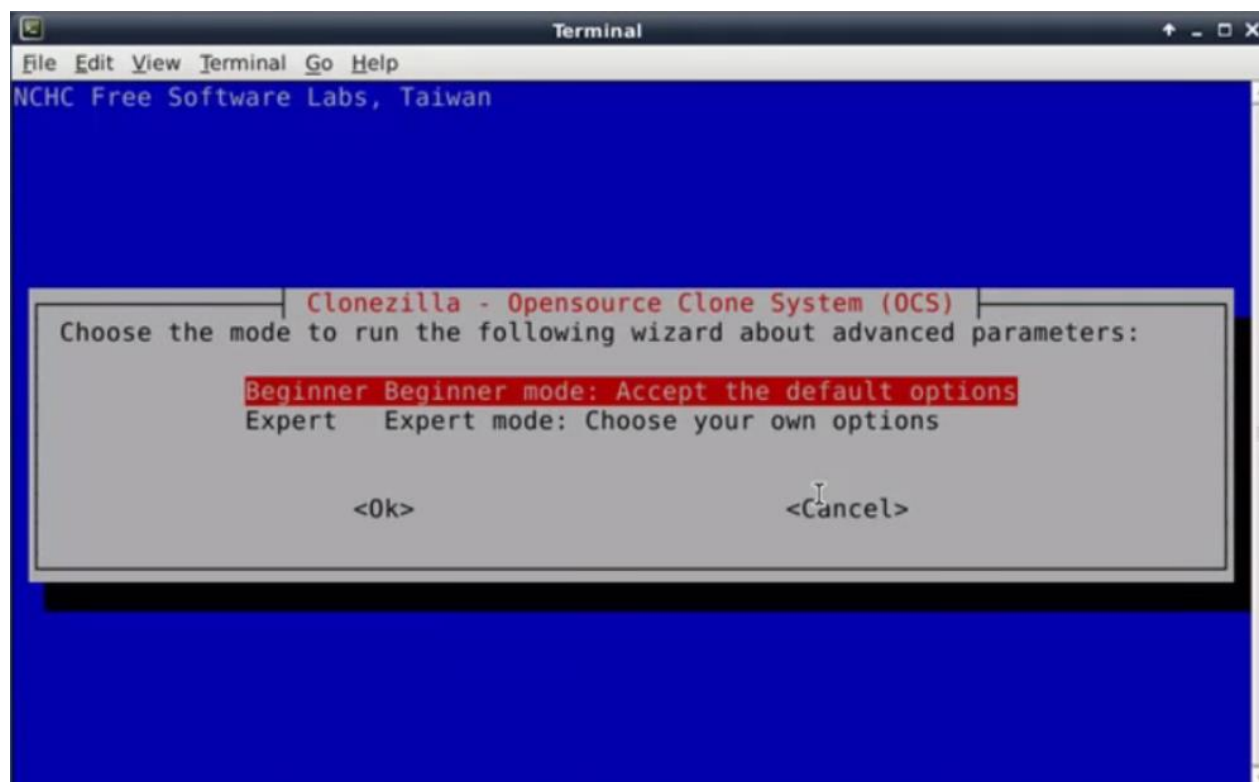 Terminal
File Edit View Terminal Go Help
NCHC Free Software Labs, Taiwan
Clonezilla - Opensource Clone System (OCS)
Choose the mode to run the following wizard about advanced parameters:
Beginner Beginner mode: Accept the default options
Expert Expert mode: Choose your own options
<Ok> <Cancel>